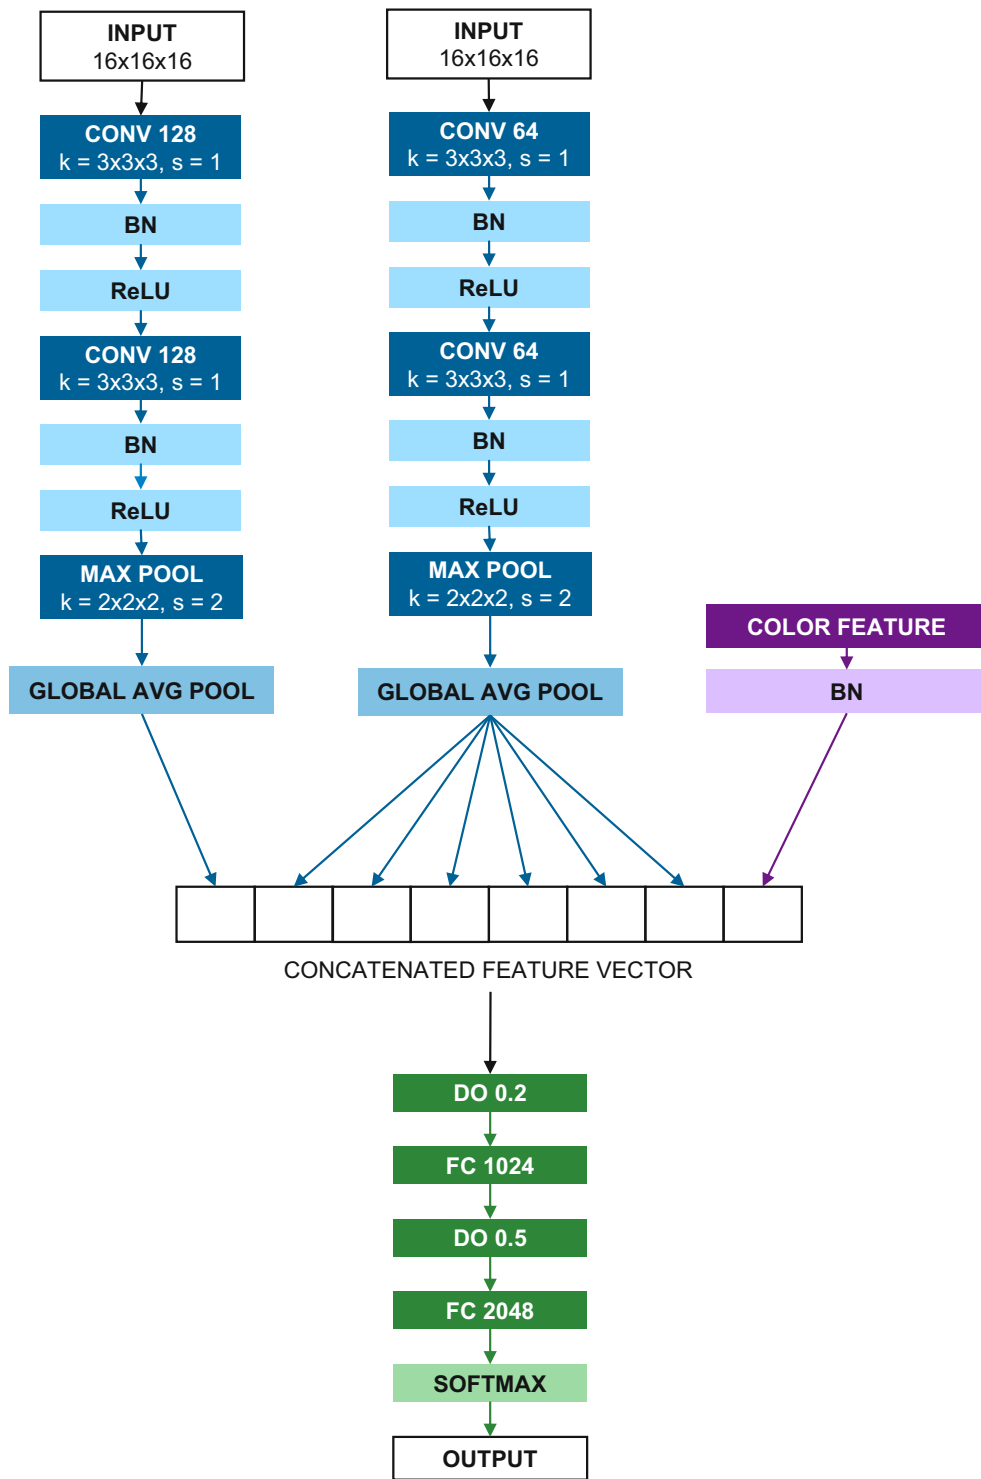 INPUT
16x16x16
CONV 128
k = 3x3x3, s = 1
BN
ReLU
CONV 128
k = 3x3x3, s = 1
BN
ReLU
MAX POOL
k = 2x2x2, s = 2
GLOBAL AVG POOL
INPUT
16x16x16
CONV 64
k = 3x3x3, s = 1
BN
ReLU
CONV 64
k = 3x3x3, s = 1
BN
ReLU
MAX POOL
k = 2x2x2, s = 2
GLOBAL AVG POOL
COLOR FEATURE
BN
CONCATENATED FEATURE VECTOR
DO 0.2
FC 1024
DO 0.5
FC 2048
SOFTMAX
OUTPUT